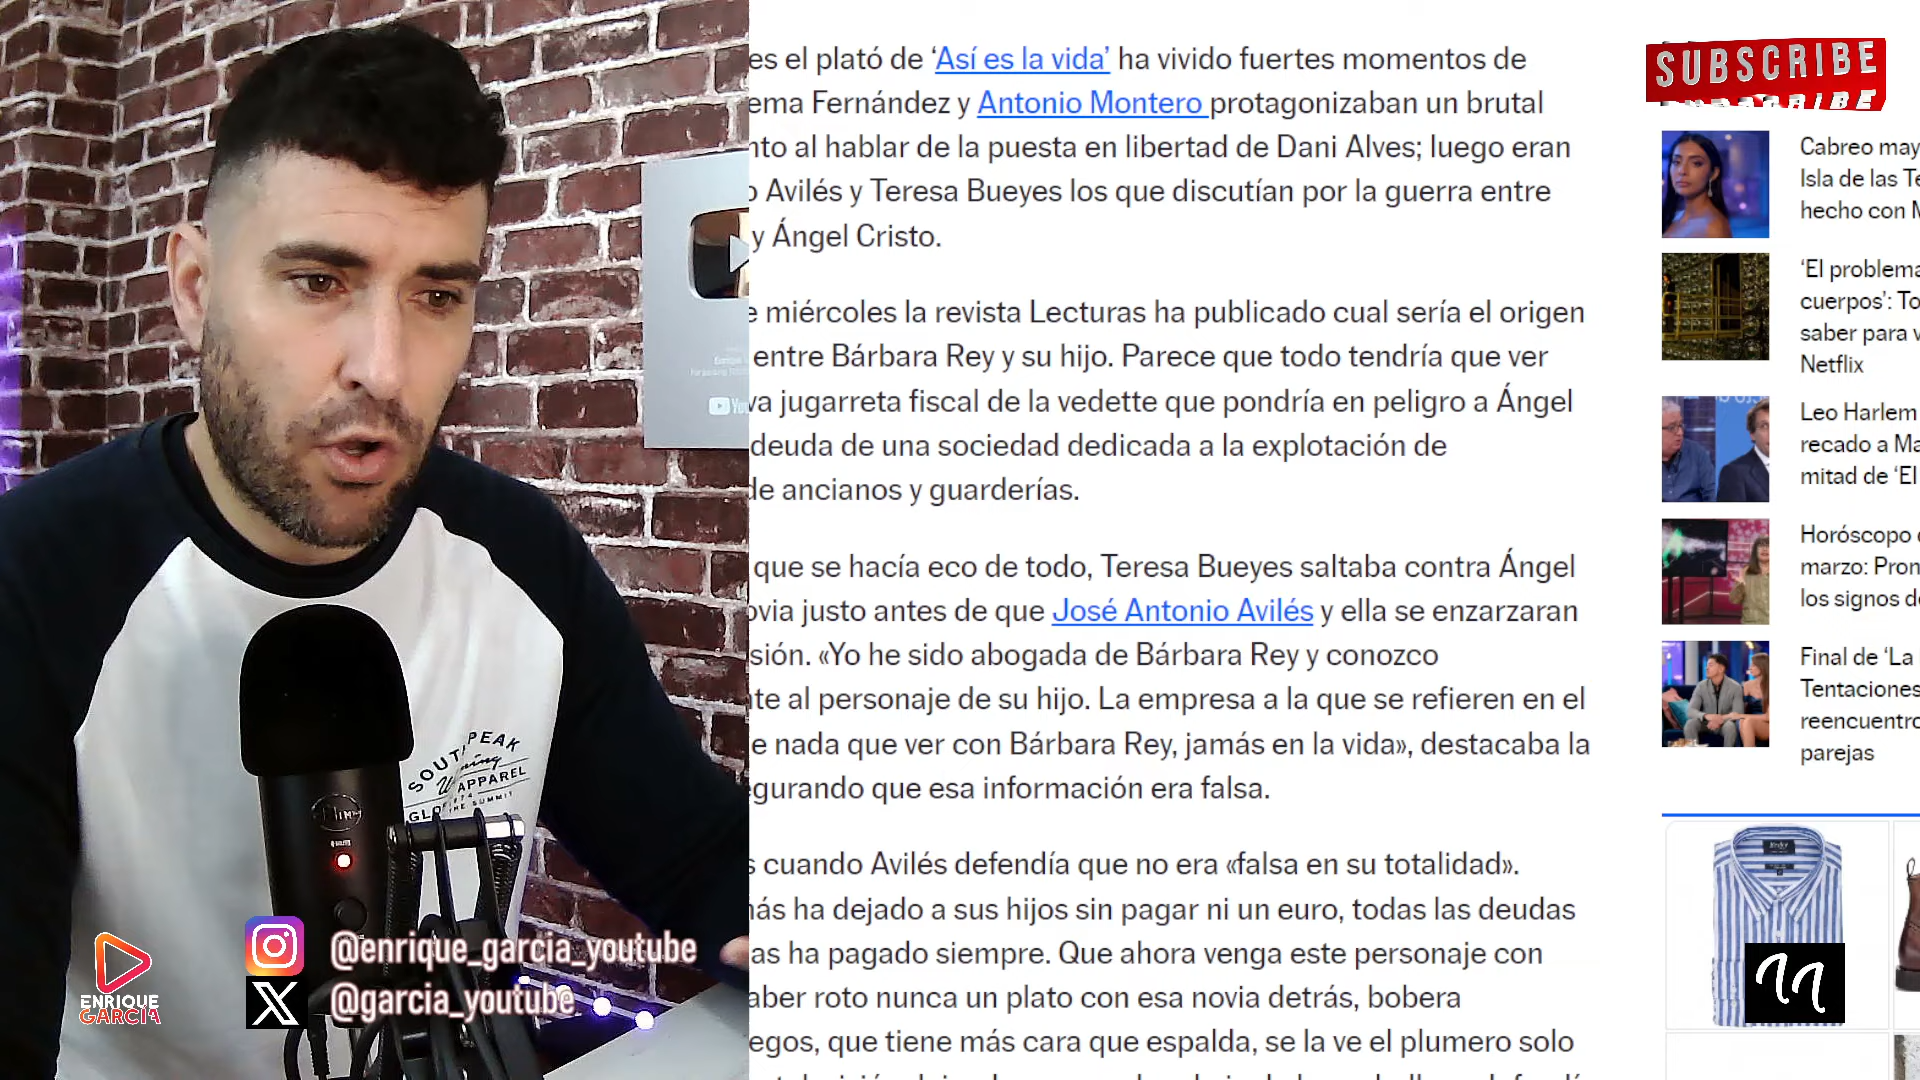 es el plató de ‘Así es la vida’ ha vivido fuertes momentos de
ema Fernández y Antonio Montero protagonizaban un brutal
nto al hablar de la puesta en libertad de Dani Alves; luego eran
o Avilés y Teresa Bueyes los que discutían por la guerra entre
y Ángel Cristo.
e miércoles la revista Lecturas ha publicado cual sería el origen
entre Bárbara Rey y su hijo. Parece que todo tendría que ver
va jugarreta fiscal de la vedette que pondría en peligro a Ángel
deuda de una sociedad dedicada a la explotación de
de ancianos y guarderías.
que se hacía eco de todo, Teresa Bueyes saltaba contra Ángel
ovia justo antes de que José Antonio Avilés y ella se enzarzaran
sión. «Yo he sido abogada de Bárbara Rey y conozco
te al personaje de su hijo. La empresa a la que se refieren en el
e nada que ver con Bárbara Rey, jamás en la vida», destacaba la
egurando que esa información era falsa.
s cuando Avilés defendía que no era «falsa en su totalidad».
más ha dejado a sus hijos sin pagar ni un euro, todas las deudas
as ha pagado siempre. Que ahora venga este personaje con
aber roto nunca un plato con esa novia detrás, bobera
egos, que tiene más cara que espalda, se la ve el plumero solo
SUBSCRIBE
Cabreo may
Isla de las Te
hecho con M
‘El problema
cuerpos’: To
saber para v
Netflix
Leo Harlem
recado a Ma
mitad de ‘El
Horóscopo
marzo: Pron
los signos de
Final de ‘La
Tentaciones
reencuentro
parejas
SOUTH PEAK
Wining
APPAREL
THE SUMMIT
@enrique_garcia_youtube
@garcia_youtube
ENRIQUE
GARCIA